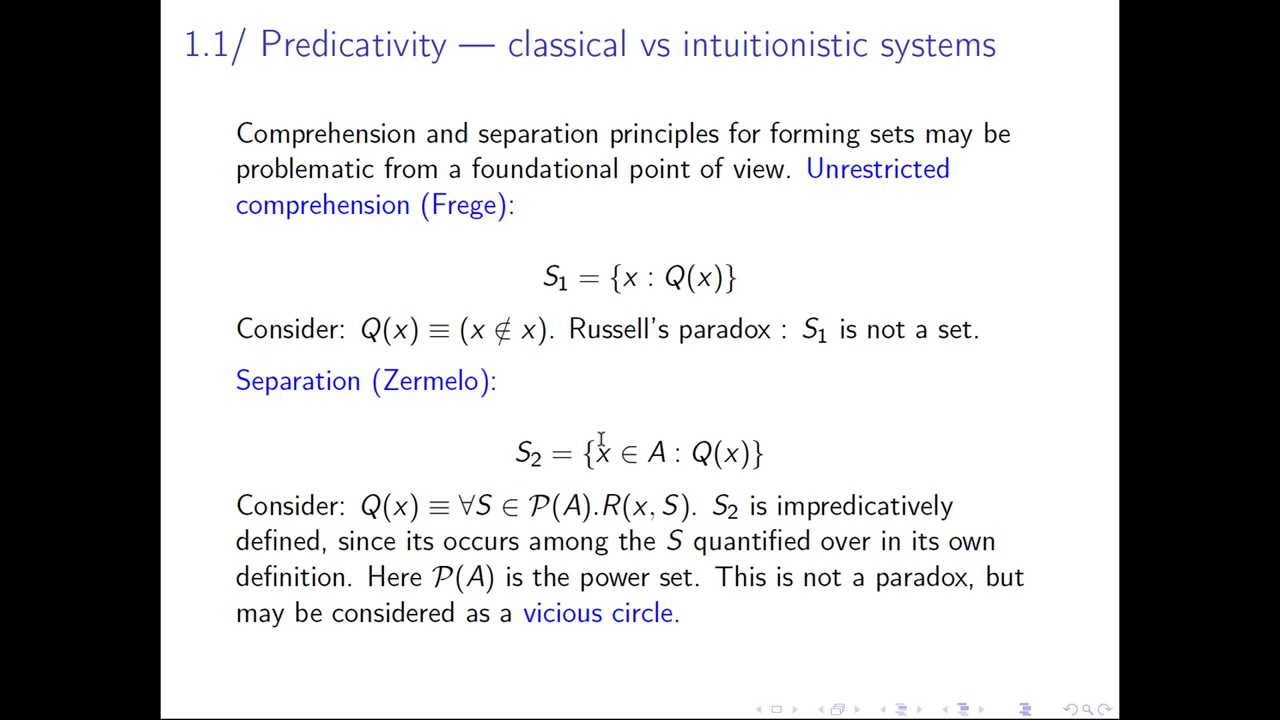 1.1/ Predicativity — classical vs intuitionistic systems
Comprehension and separation principles for forming sets may be
problematic from a foundational point of view. Unrestricted
comprehension (Frege):
S₁ = {x : Q(x)}
Consider: Q(x) ≡ (x ∉ x). Russell's paradox : S₁ is not a set.
Separation (Zermelo):
S₂ = {x ∈ A : Q(x)}
Consider: Q(x) ≡ ∀S ∈ 𝒫(A).R(x, S). S₂ is impredicatively
defined, since its occurs among the S quantified over in its own
definition. Here 𝒫(A) is the power set. This is not a paradox, but
may be considered as a vicious circle.